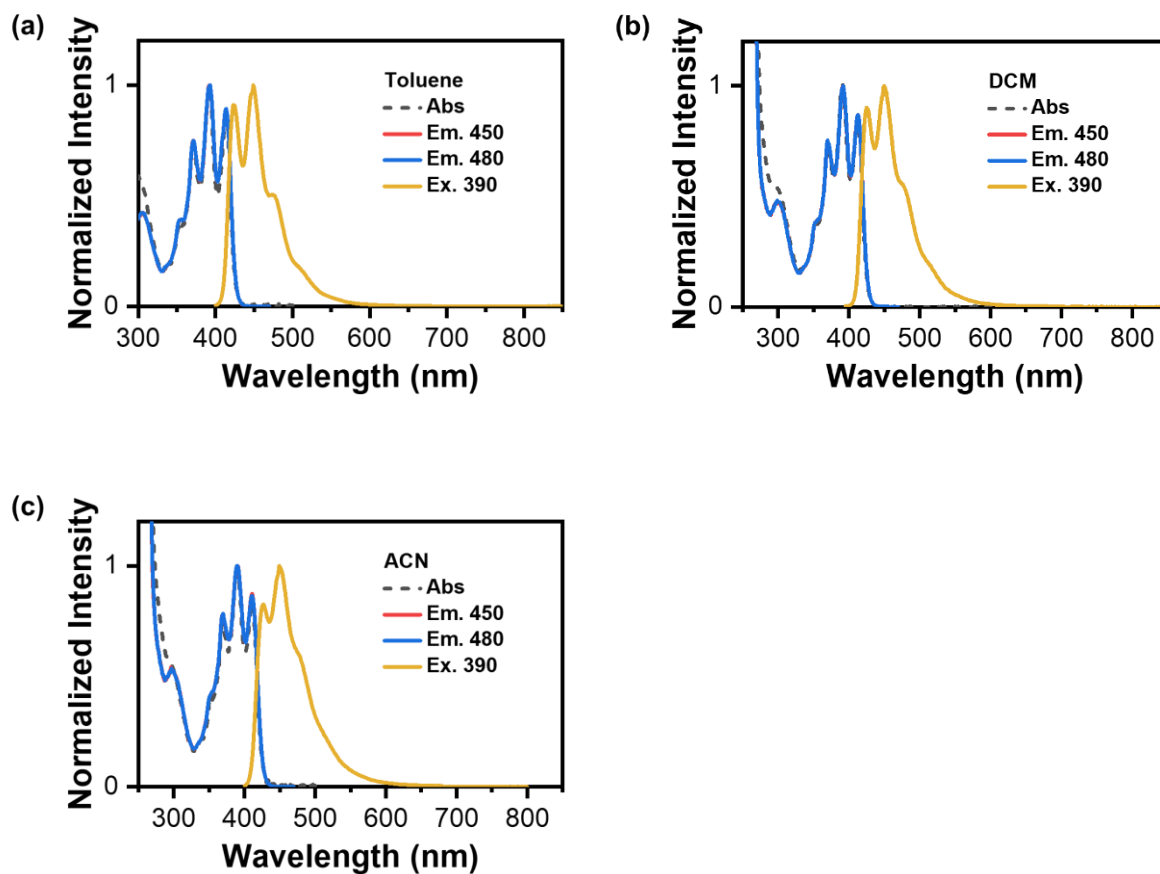 (a)
Normalized Intensity
1
0
Toluene
Abs
Em. 450
Em. 480
Ex. 390
300 400 500 600 700 800
Wavelength (nm)
(b)
Normalized Intensity
1
0
DCM
Abs
Em. 450
Em. 480
Ex. 390
300 400 500 600 700 800
Wavelength (nm)
(c)
Normalized Intensity
1
0
ACN
Abs
Em. 450
Em. 480
Ex. 390
300 400 500 600 700 800
Wavelength (nm)